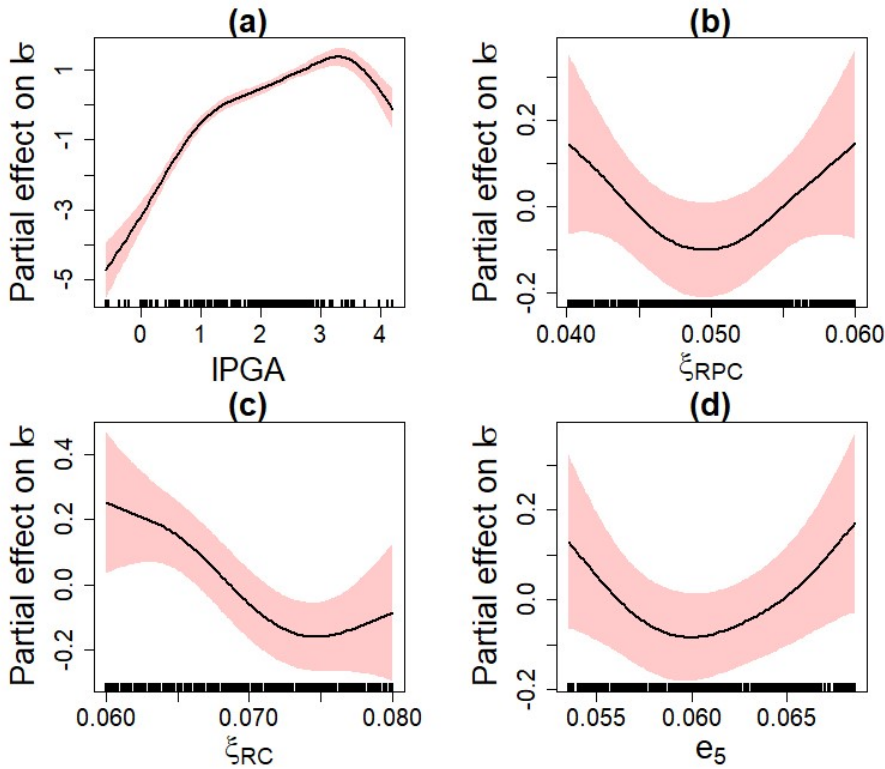 (a)
Partial effect on lσ
1
-1
-3
-5
0 1 2 3 4
lPGA
(b)
Partial effect on lσ
0.2
0.0
-0.2
0.040 0.050 0.060
ξRPC
(c)
Partial effect on lσ
0.4
0.2
0.0
-0.2
0.060 0.070 0.080
ξRC
(d)
Partial effect on lσ
0.2
0.0
-0.2
0.055 0.060 0.065
e5